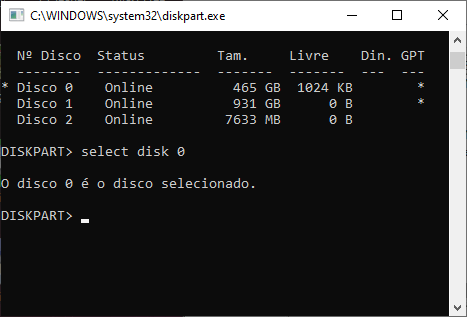 C:\WINDOWS\system32\diskpart.exe
Nº Disco  Status         Tam.     Livre    Din. GPT
--------  -------------  -------  -------  ---  ---
* Disco 0    Online          465 GB  1024 KB        *
Disco 1    Online          931 GB     0 B        *
Disco 2    Online         7633 MB     0 B
DISKPART> select disk 0
O disco 0 é o disco selecionado.
DISKPART>